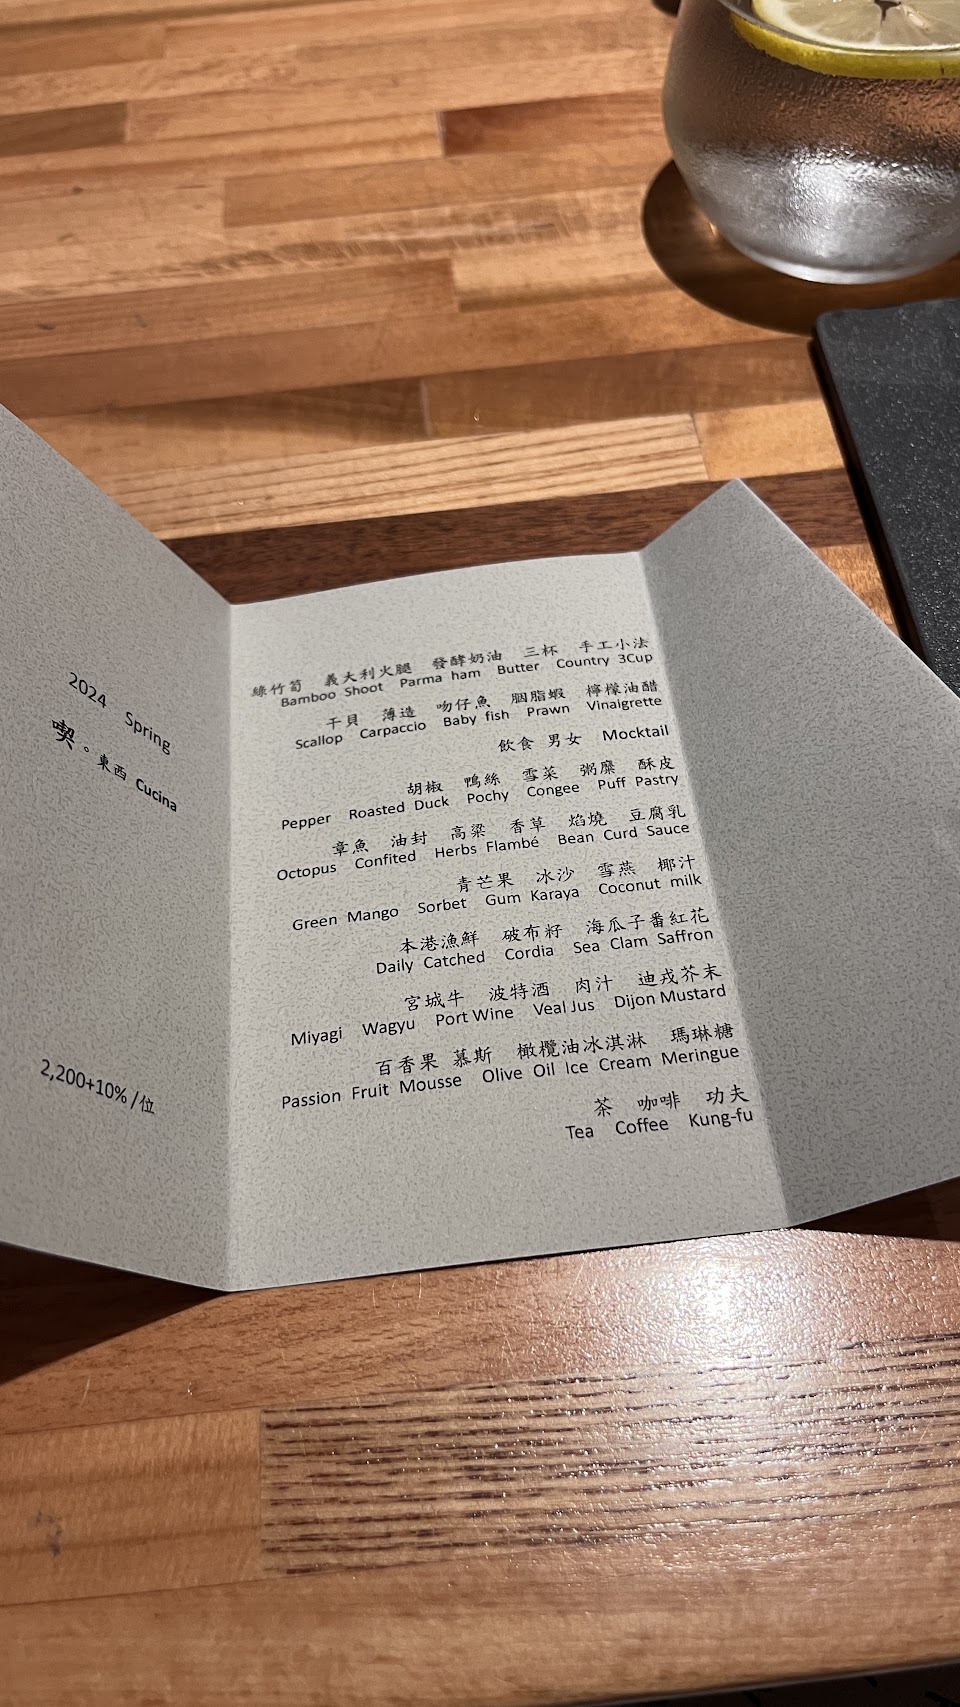 2024 Spring
喫。東西 Cucina
2,200+10% /位
綠竹筍 義大利火腿 發酵奶油 三杯 手工小法
Bamboo Shoot Parma ham Butter Country 3Cup
干貝 薄造 吻仔魚 胭脂蝦 檸檬油醋
Scallop Carpaccio Baby fish Prawn Vinaigrette
飲食 男女 Mocktail
胡椒 鴨絲 雪菜 粥糜 酥皮
Pepper Roasted Duck Pochy Congee Puff Pastry
章魚 油封 高粱 香草 焰燒 豆腐乳
Octopus Confited Herbs Flambé Bean Curd Sauce
青芒果 冰沙 雪燕 椰汁
Green Mango Sorbet Gum Karaya Coconut milk
本港漁鮮 破布籽 海瓜子番紅花
Daily Catched Cordia Sea Clam Saffron
宮城牛 波特酒 肉汁 迪戎芥末
Miyagi Wagyu Port Wine Veal Jus Dijon Mustard
百香果 慕斯 橄欖油冰淇淋 瑪琳糖
Passion Fruit Mousse Olive Oil Ice Cream Meringue
茶 咖啡 功夫
Tea Coffee Kung-fu